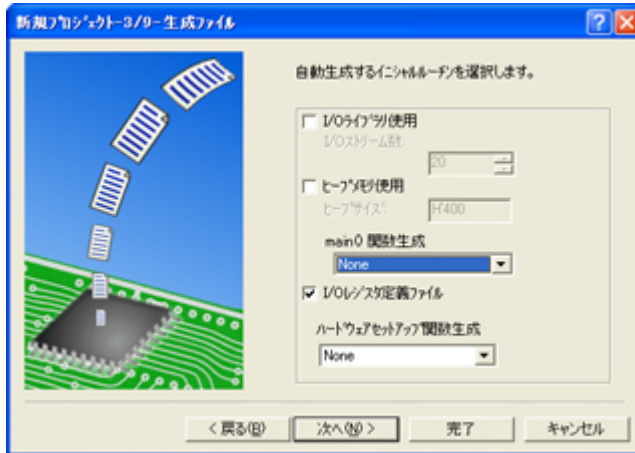 新規ﾌﾟﾛｼﾞｪｸﾄ-3/9-生成ﾌｧｲﾙ
自動生成するｲﾆｼｬﾙﾙｰﾁﾝを選択します。
I/Oﾗｲﾌﾞﾗﾘ使用
I/Oｽﾄﾘｰﾑ数:
20
ﾋｰﾌﾟﾒﾓﾘ使用
ﾋｰﾌﾟｻｲｽﾞ:
H'400
main() 関数生成
None
I/Oﾚｼﾞｽﾀ定義ﾌｧｲﾙ
ﾊｰﾄﾞｳｪｱｾｯﾄｱｯﾌﾟ関数生成
None
< 戻る(B)
次へ(N) >
完了
キャンセル